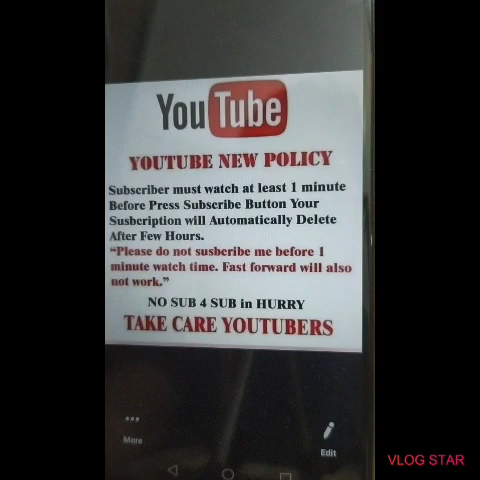 YouTube
YOUTUBE NEW POLICY
Subscriber must watch at least 1 minute
Before Press Subscribe Button Your
Susbcription will Automatically Delete
After Few Hours.
"Please do not susbcribe me before 1
minute watch time. Fast forward will also
not work."
NO SUB 4 SUB in HURRY
TAKE CARE YOUTUBERS
More
Edit
VLOG STAR